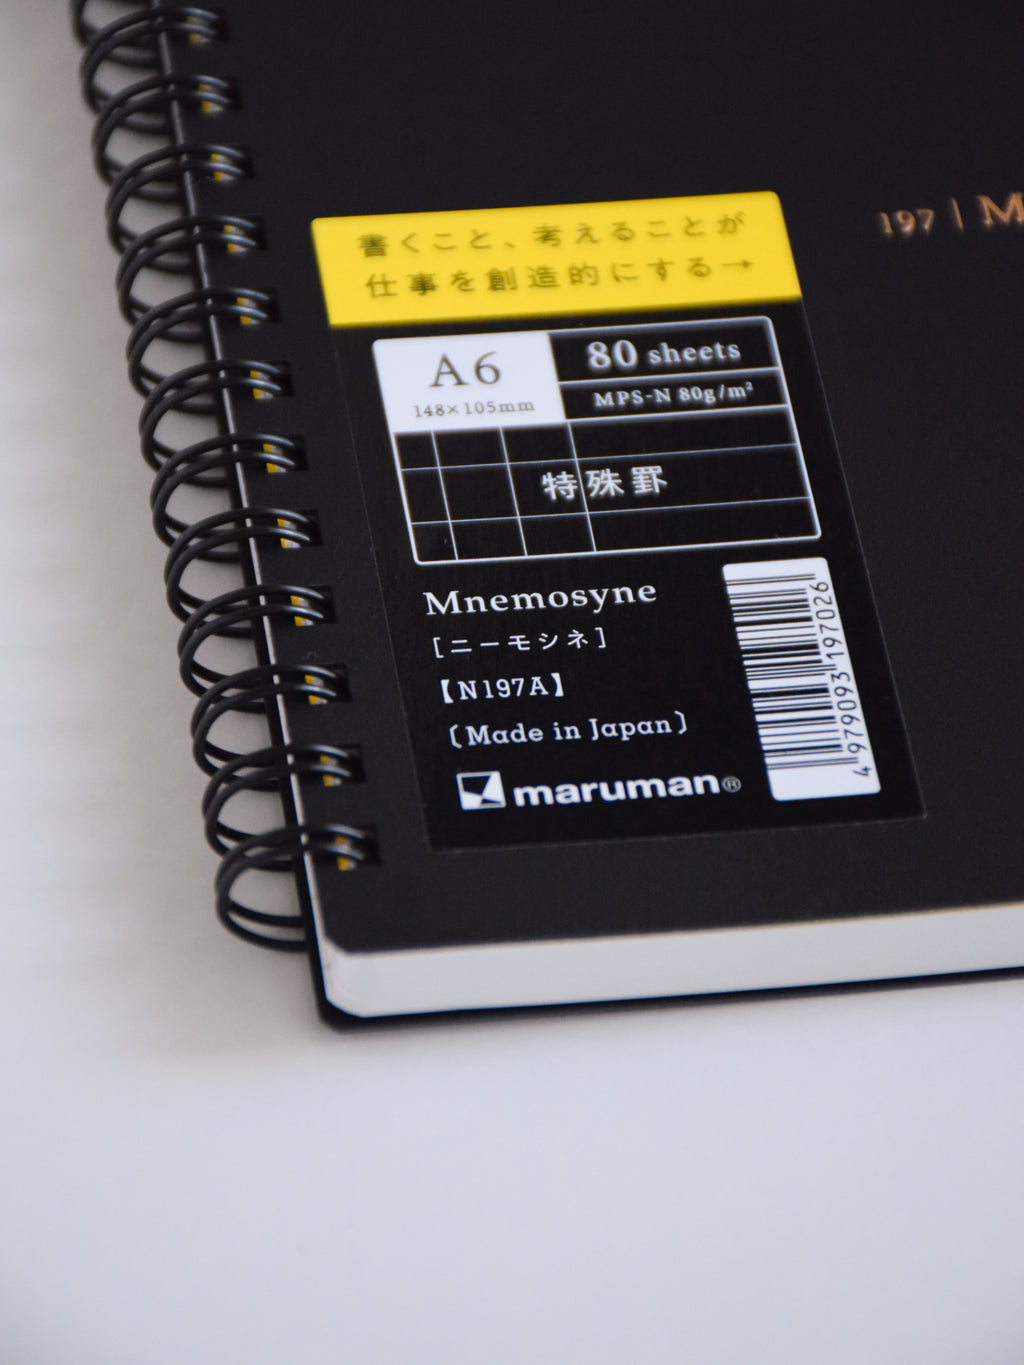 書くこと、考えることが
仕事を創造的にする→
197 | M
A6
148×105mm
80 sheets
MPS-N 80g/m²
特殊罫
Mnemosyne
[ニーモシネ]
【N197A】
〔Made in Japan〕
maruman®
4979093197026